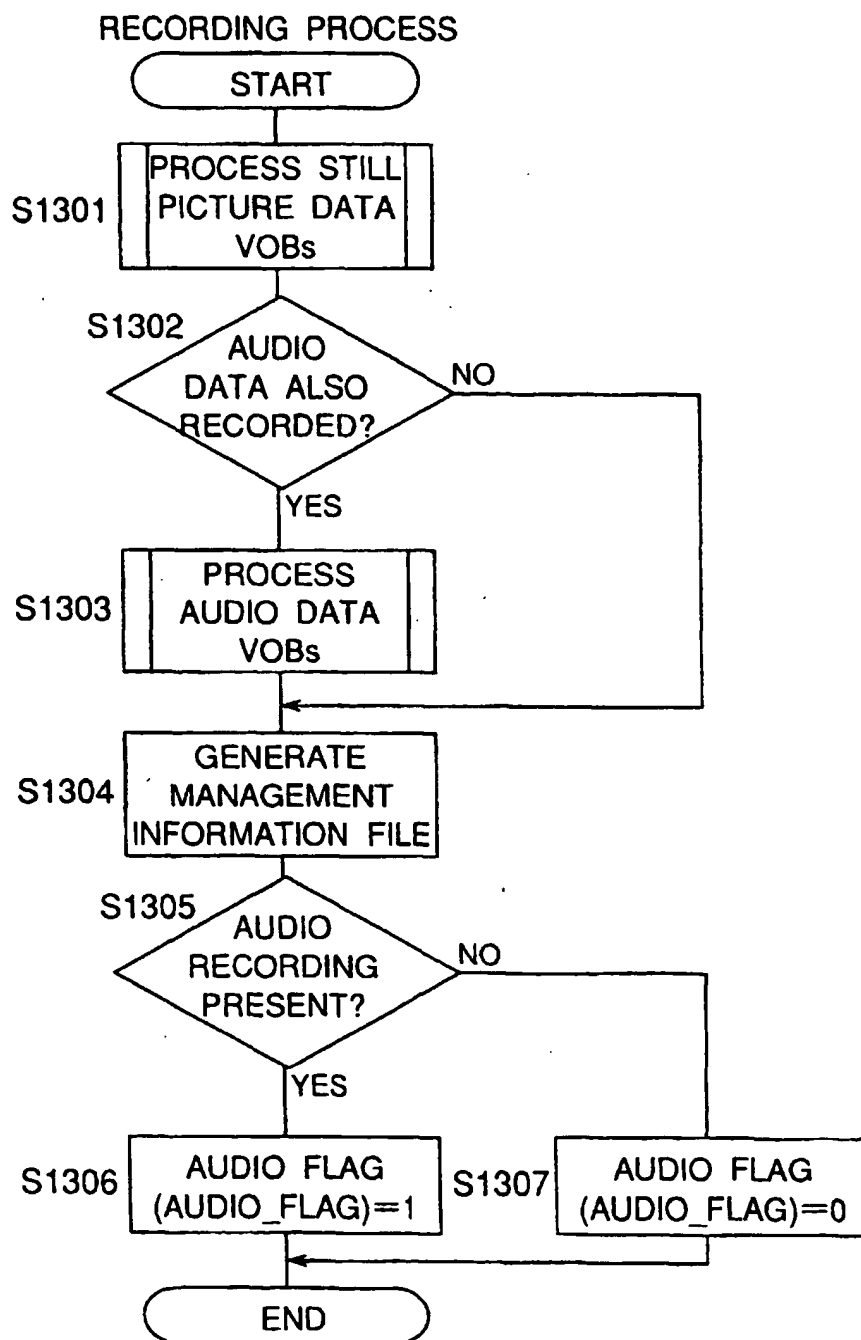 RECORDING PROCESS
START
S1301
PROCESS STILL
PICTURE DATA
VOBs
S1302
AUDIO
DATA ALSO
RECORDED?
NO
YES
S1303
PROCESS
AUDIO DATA
VOBs
S1304
GENERATE
MANAGEMENT
INFORMATION FILE
S1305
AUDIO
RECORDING
PRESENT?
NO
YES
S1306
AUDIO FLAG
(AUDIO_FLAG)=1
S1307
AUDIO FLAG
(AUDIO_FLAG)=0
END